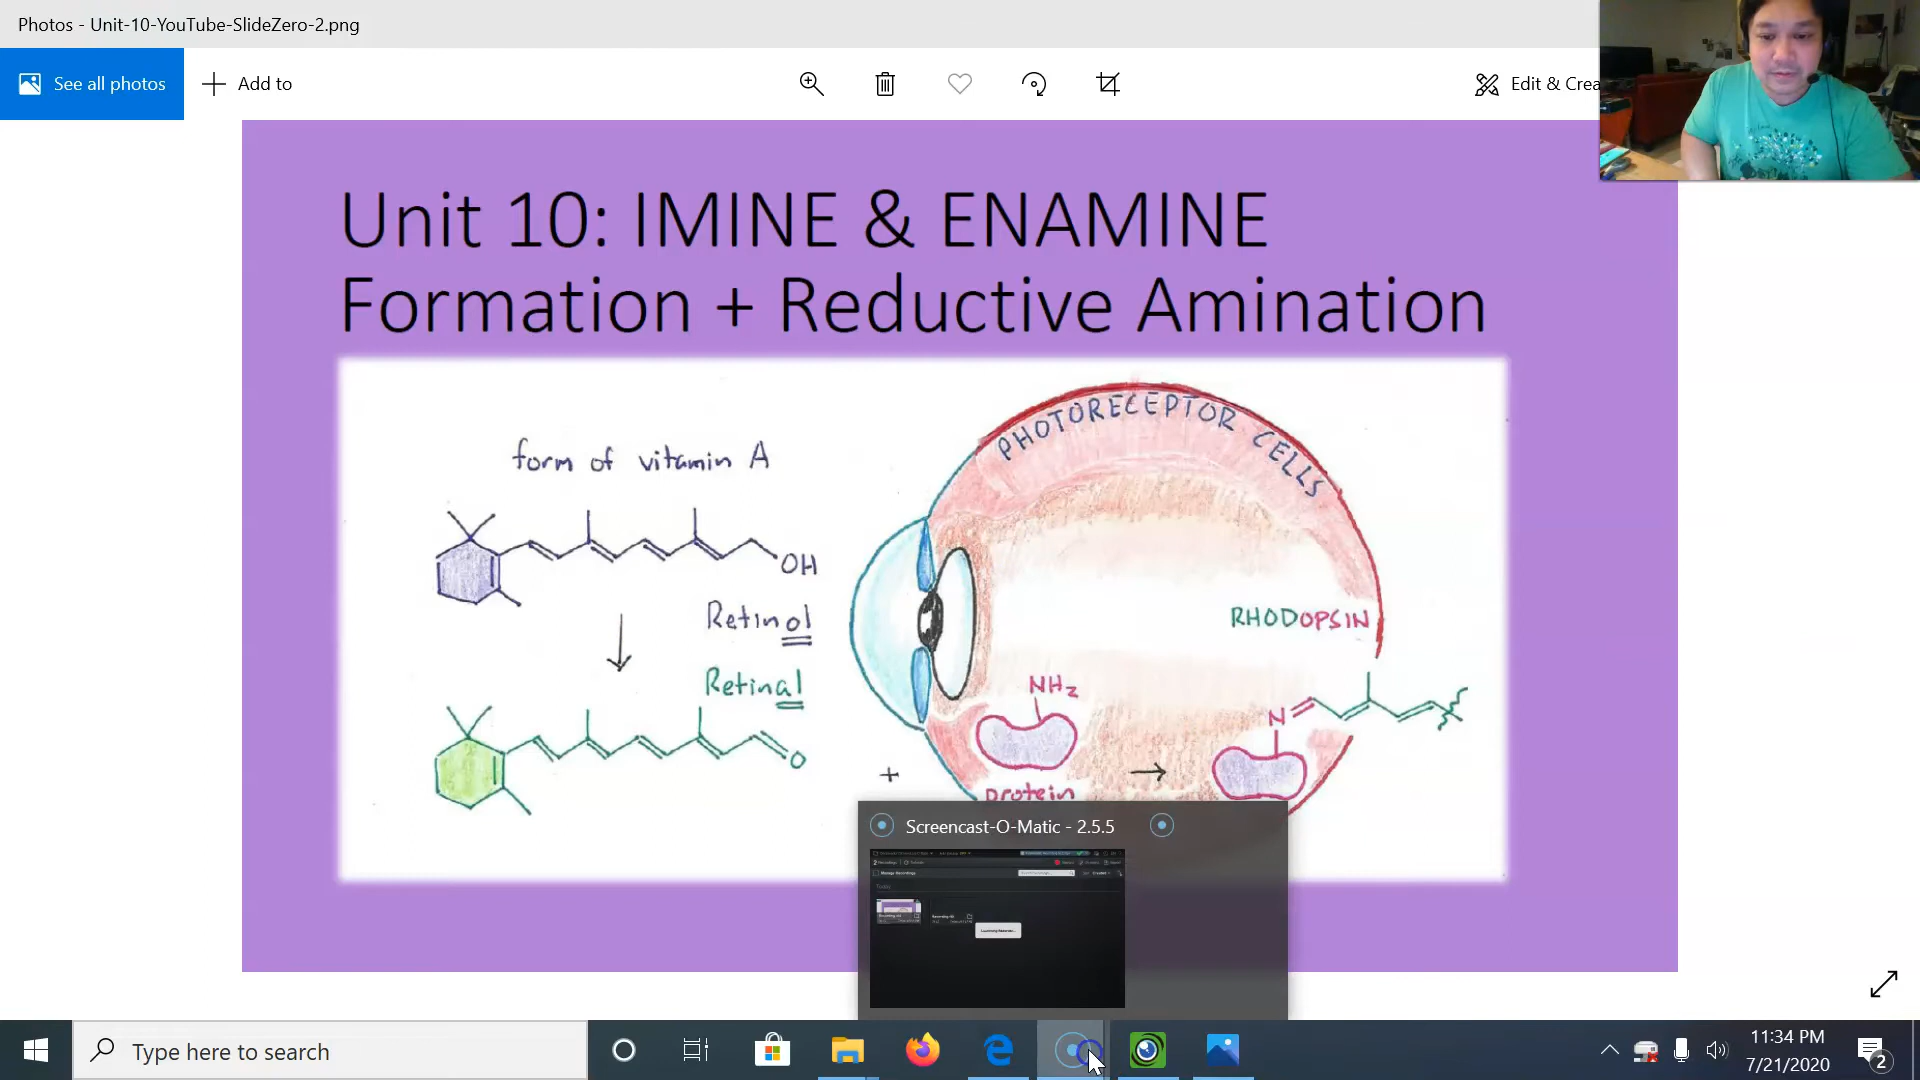 Photos - Unit-10-YouTube-SlideZero-2.png
See all photos
Add to
Edit & Crea
Unit 10: IMINE & ENAMINE
Formation + Reductive Amination
form of vitamin A
OH
Retinol
Retinal
O
PHOTORECEPTOR CELLS
RHODOPSIN
NH2
N
+
protein
Screencast-O-Matic - 2.5.5
Type here to search
11:34 PM
7/21/2020
2